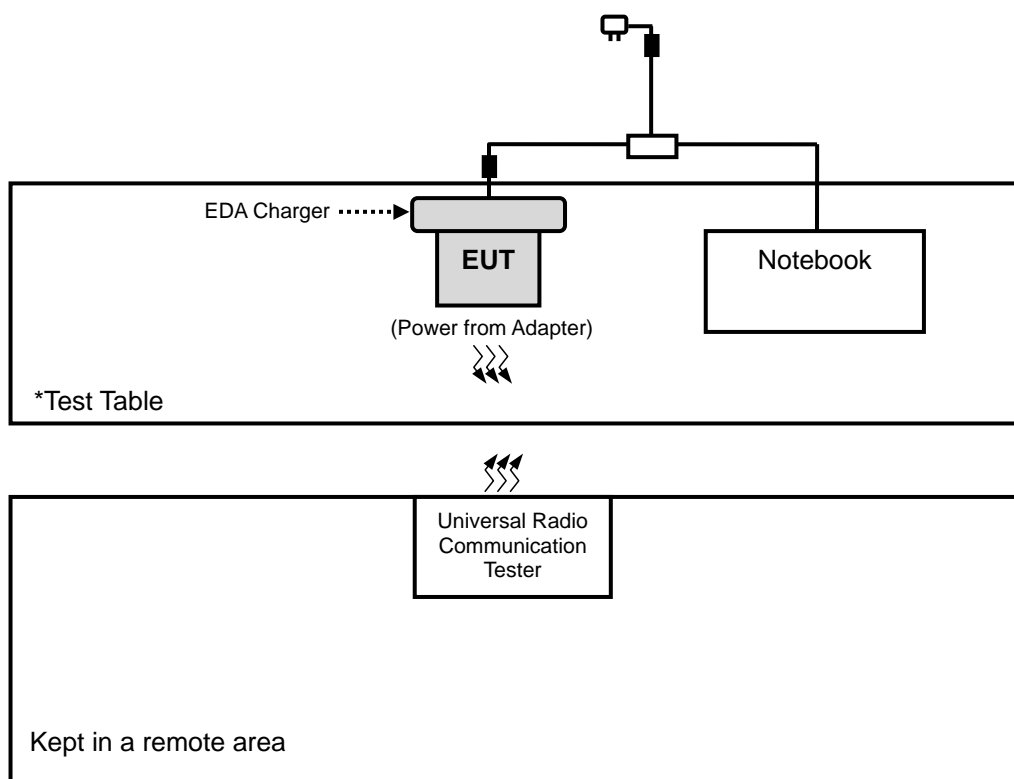 EDA Charger
EUT
Notebook
(Power from Adapter)
*Test Table
Universal Radio
Communication
Tester
Kept in a remote area